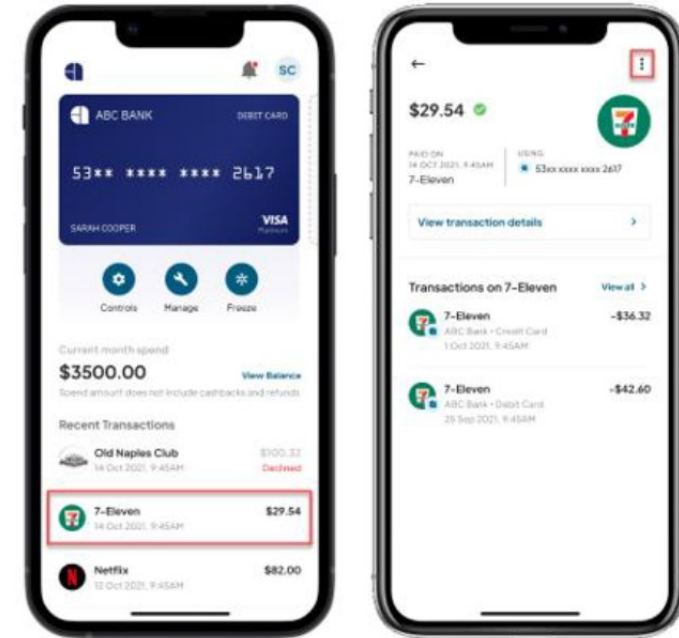 SC
ABC BANK
DEBIT CARD
53** **** **** 2617
SARAH COOPER
VISA
Platinum
Controls
Manage
Freeze
Current month spend
$3500.00
View Balance
Spend amount does not include cashbacks and refunds
Recent Transactions
Old Naples Club
$100.32
14 Oct 2021, 9:45AM
Declined
7-Eleven
$29.54
14 Oct 2021, 9:45AM
Netflix
$82.00
12 Oct 2021, 9:45AM
$29.54
PAID ON
14 OCT 2021, 9:45AM
7-Eleven
USING
53xx xxxx xxxx 2617
View transaction details
Transactions on 7-Eleven
View all
7-Eleven
-$36.32
ABC Bank • Credit Card
1 Oct 2021, 9:45AM
7-Eleven
-$42.60
ABC Bank • Debit Card
25 Sep 2021, 9:45AM